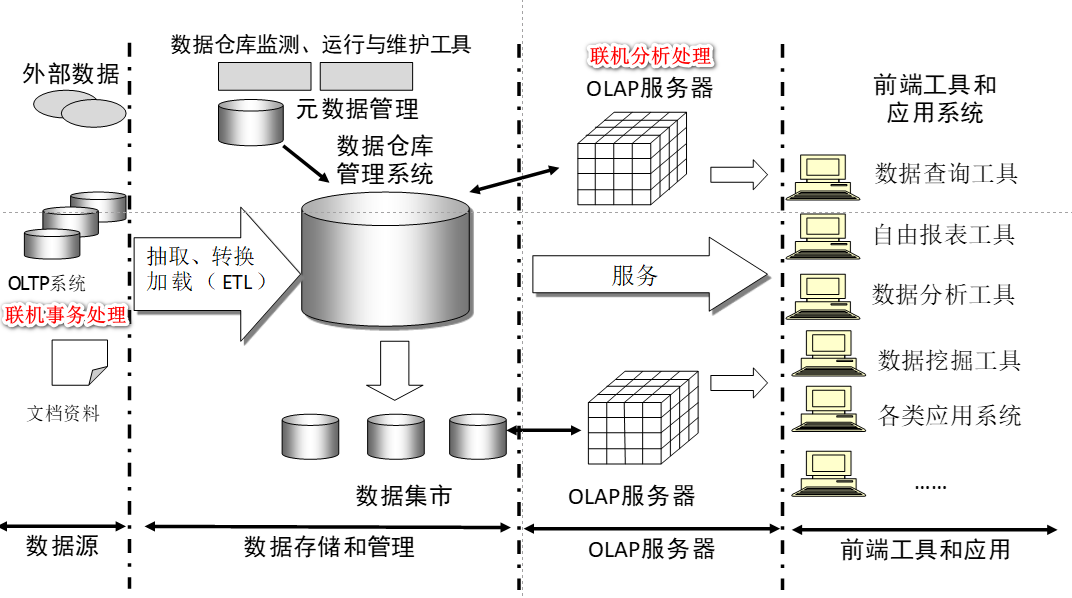 数据仓库监测、运行与维护工具
外部数据
元数据管理
数据仓库
管理系统
联机分析处理
OLAP服务器
前端工具和
应用系统
数据查询工具
自由报表工具
数据分析工具
数据挖掘工具
各类应用系统
……
OLTP系统
联机事务处理
文档资料
抽取、转换
加载（ETL）
服务
数据集市
OLAP服务器
数据源
数据存储和管理
OLAP服务器
前端工具和应用